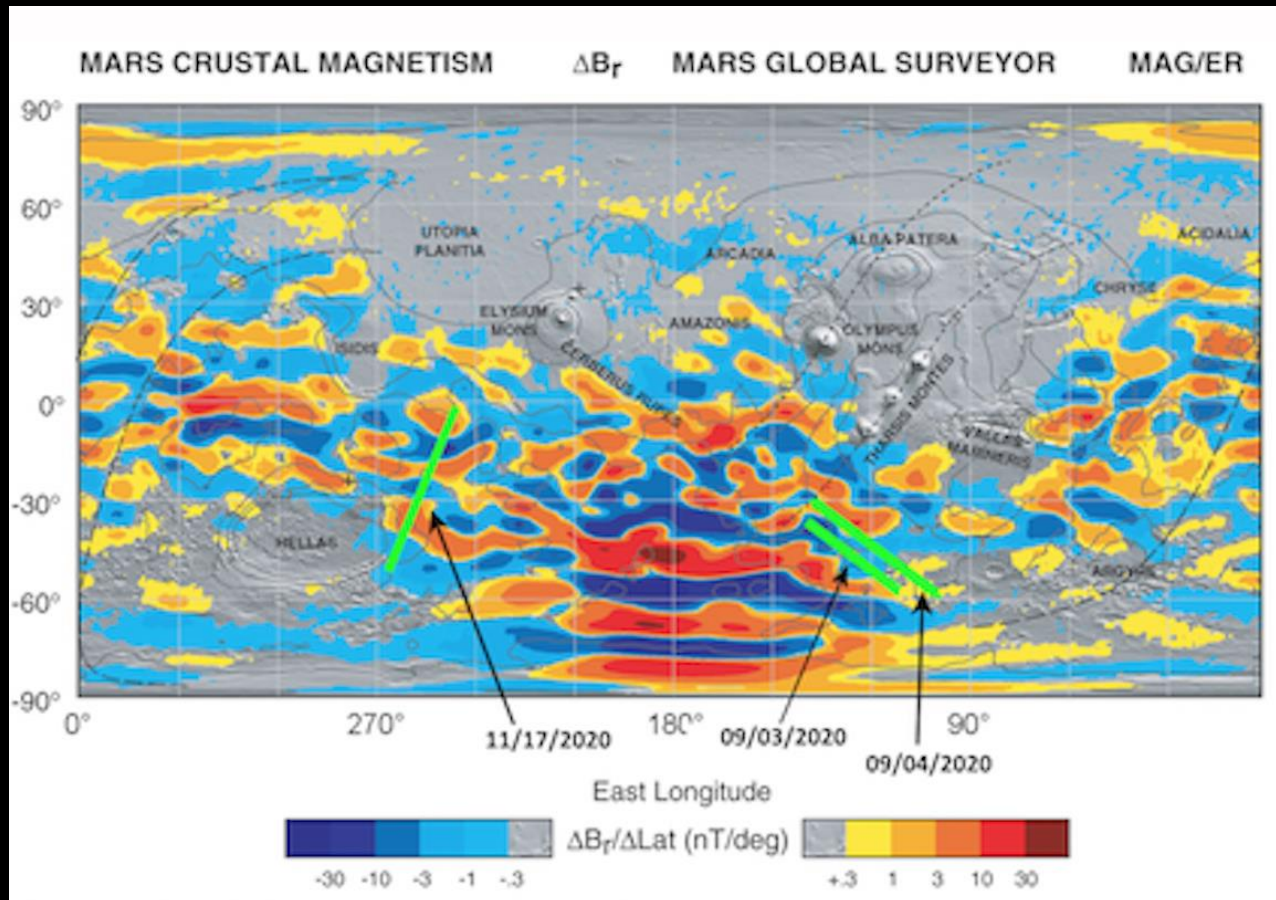 MARS CRUSTAL MAGNETISM ΔBr MARS GLOBAL SURVEYOR MAG/ER
90°
60°
30°
0°
-30°
-60°
-90°
UTOPIA
PLANITIA
ARCADIA
ALBA PATERA
ACIDALIA
CHRYSE
ELYSIUM
MONS
AMAZONIS
OLYMPUS
MONS
ISIDIS
CERBERUS RUPES
THARSIS MONTES
VALLES
MARINERIS
HELLAS
ARGYRE
0° 270° 180° 90°
11/17/2020
09/03/2020
09/04/2020
East Longitude
ΔBr/ΔLat (nT/deg)
-30 -10 -3 -1 -.3
+.3 1 3 10 30